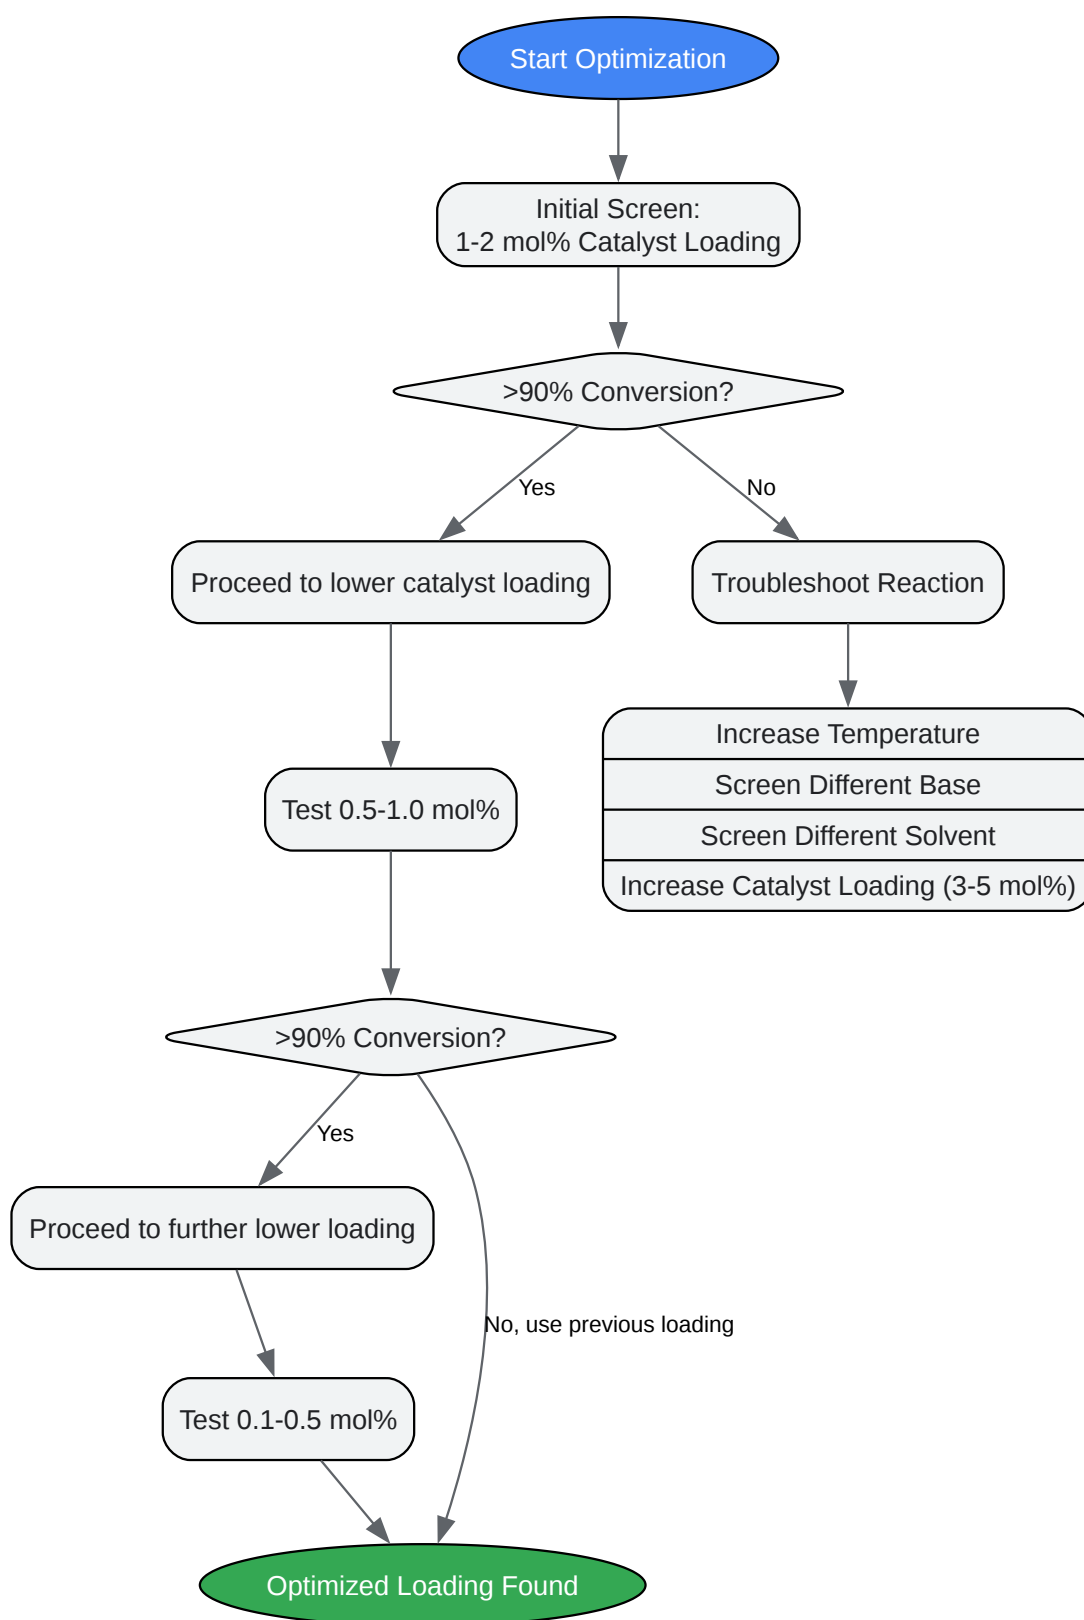 Start Optimization
Initial Screen:
1-2 mol% Catalyst Loading
>90% Conversion?
Yes
No
Proceed to lower catalyst loading
Troubleshoot Reaction
Increase Temperature
Screen Different Base
Screen Different Solvent
Increase Catalyst Loading (3-5 mol%)
Test 0.5-1.0 mol%
>90% Conversion?
Yes
Proceed to further lower loading
No, use previous loading
Test 0.1-0.5 mol%
Optimized Loading Found